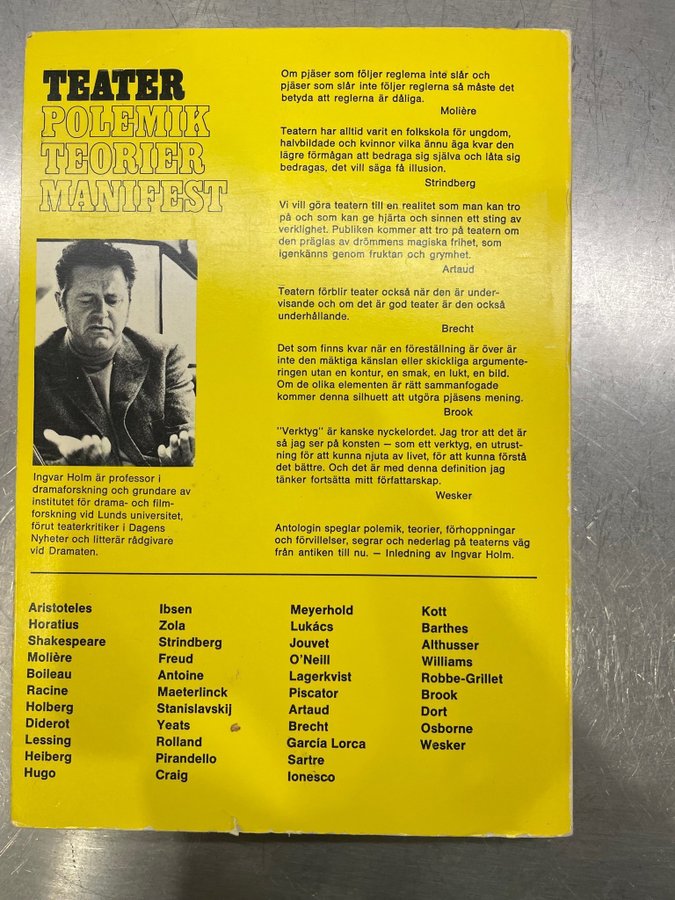 TEATER
POLEMIK
TEORIER
MANIFEST
Ingvar Holm är professor i
dramaforskning och grundare av
institutet för drama- och film-
forskning vid Lunds universitet,
förut teaterkritiker i Dagens
Nyheter och litterär rådgivare
vid Dramaten.
Om pjäser som följer reglerna inte slår och
pjäser som slår inte följer reglerna så måste det
betyda att reglerna är dåliga.
Molière
Teatern har alltid varit en folkskola för ungdom,
halvbildade och kvinnor vilka ännu äga kvar den
lägre förmågan att bedraga sig själva och låta sig
bedragas, det vill säga få illusion.
Strindberg
Vi vill göra teatern till en realitet som man kan tro
på och som kan ge hjärta och sinnen ett sting av
verklighet. Publiken kommer att tro på teatern om
den präglas av drömmens magiska frihet, som
igenkänns genom fruktan och grymhet.
Artaud
Teatern förblir teater också när den är under-
visande och om det är god teater är den också
underhållande.
Brecht
Det som finns kvar när en föreställning är över är
inte den mäktiga känslan eller skickliga argumente-
ringen utan en kontur, en smak, en lukt, en bild.
Om de olika elementen är rätt sammanfogade
kommer denna silhuett att utgöra pjäsens mening.
Brook
"Verktyg" är kanske nyckelordet. Jag tror att det är
så jag ser på konsten – som ett verktyg, en utrust-
ning för att kunna njuta av livet, för att kunna förstå
det bättre. Och det är med denna definition jag
tänker fortsätta mitt författarskap.
Wesker
Antologin speglar polemik, teorier, förhoppningar
och förvillelser, segrar och nederlag på teaterns väg
från antiken till nu. – Inledning av Ingvar Holm.
Aristoteles
Horatius
Shakespeare
Molière
Boileau
Racine
Holberg
Diderot
Lessing
Heiberg
Hugo
Ibsen
Zola
Strindberg
Freud
Antoine
Maeterlinck
Stanislavskij
Yeats
Rolland
Pirandello
Craig
Meyerhold
Lukács
Jouvet
O'Neill
Lagerkvist
Piscator
Artaud
Brecht
García Lorca
Sartre
Ionesco
Kott
Barthes
Althusser
Williams
Robbe-Grillet
Brook
Dort
Osborne
Wesker